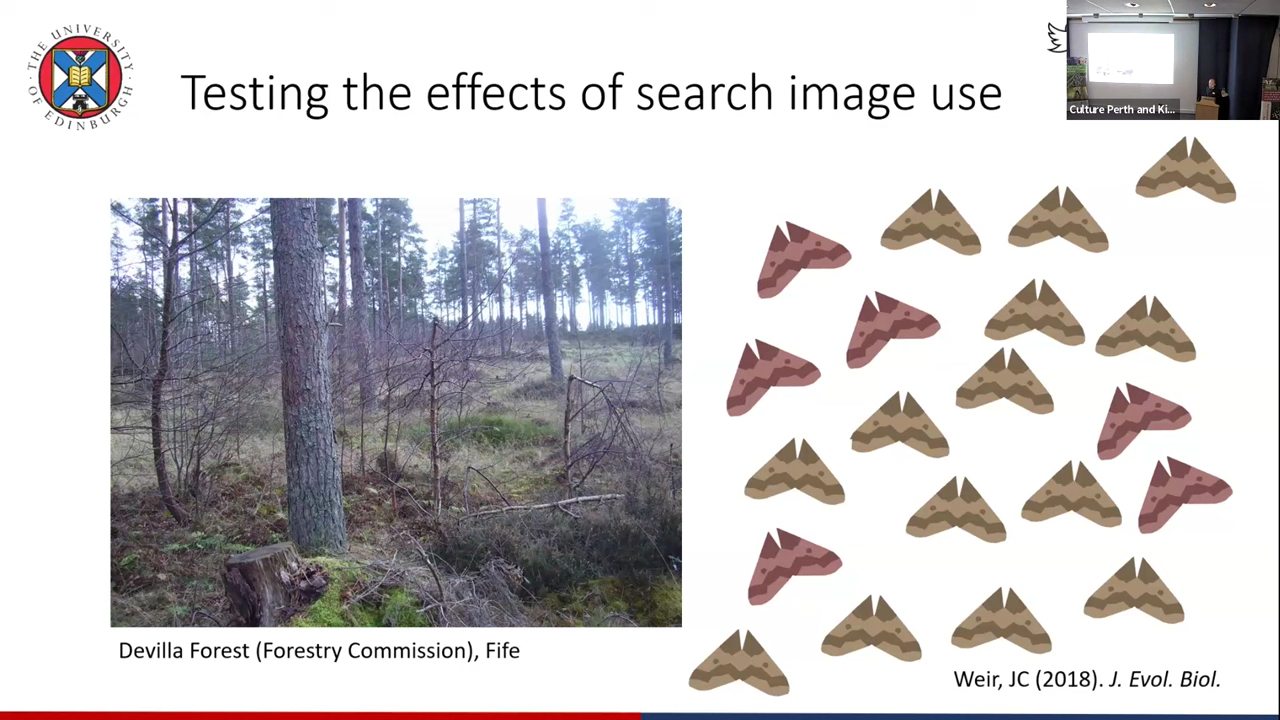 THE UNIVERSITY OF EDINBURGH
Testing the effects of search image use
Culture Perth and Ki...
Devilla Forest (Forestry Commission), Fife
Weir, JC (2018). J. Evol. Biol.